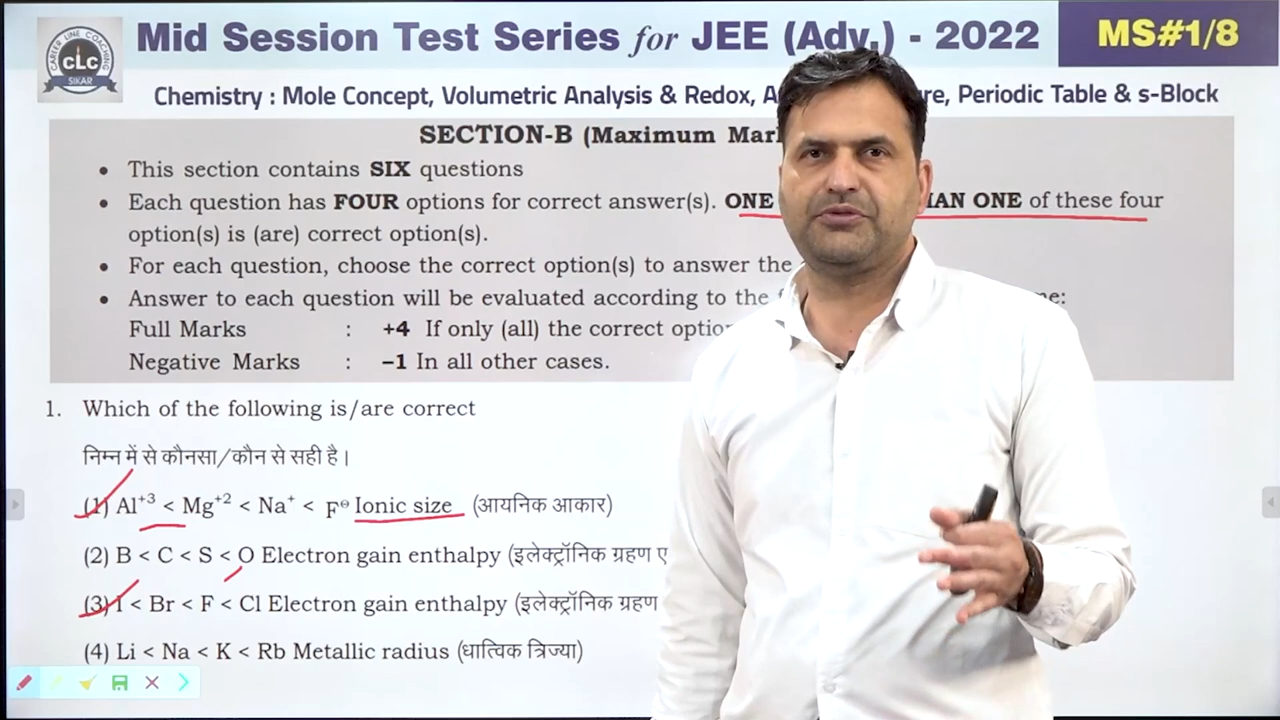 Mid Session Test Series for JEE (Adv.) - 2022
MS#1/8
CAREER LINE COACHING
CLC
SIKAR
Chemistry : Mole Concept, Volumetric Analysis & Redox, A re, Periodic Table & s-Block
SECTION-B (Maximum Mar
• This section contains SIX questions
• Each question has FOUR options for correct answer(s). ONE HAN ONE of these four
option(s) is (are) correct option(s).
• For each question, choose the correct option(s) to answer the
• Answer to each question will be evaluated according to the f me:
Full Marks : +4 If only (all) the correct optio
Negative Marks : –1 In all other cases.
1. Which of the following is/are correct
निम्न में से कौनसा/कौन से सही है।
(1) Al⁺³ < Mg⁺² < Na⁺ < F⊖ Ionic size (आयनिक आकार)
(2) B < C < S < O Electron gain enthalpy (इलेक्ट्रॉनिक ग्रहण ए
(3) I < Br < F < Cl Electron gain enthalpy (इलेक्ट्रॉनिक ग्रहण
(4) Li < Na < K < Rb Metallic radius (धात्विक त्रिज्या)